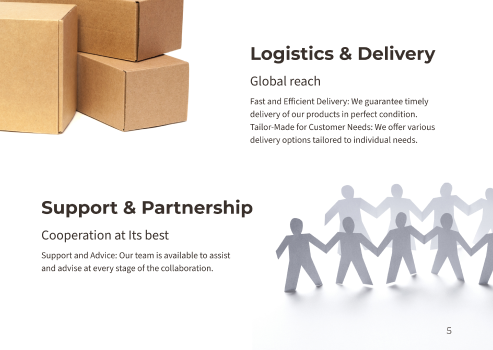 Logistics & Delivery
Global reach
Fast and Efficient Delivery: We guarantee timely
delivery of our products in perfect condition.
Tailor-Made for Customer Needs: We offer various
delivery options tailored to individual needs.
Support & Partnership
Cooperation at Its best
Support and Advice: Our team is available to assist
and advise at every stage of the collaboration.
5